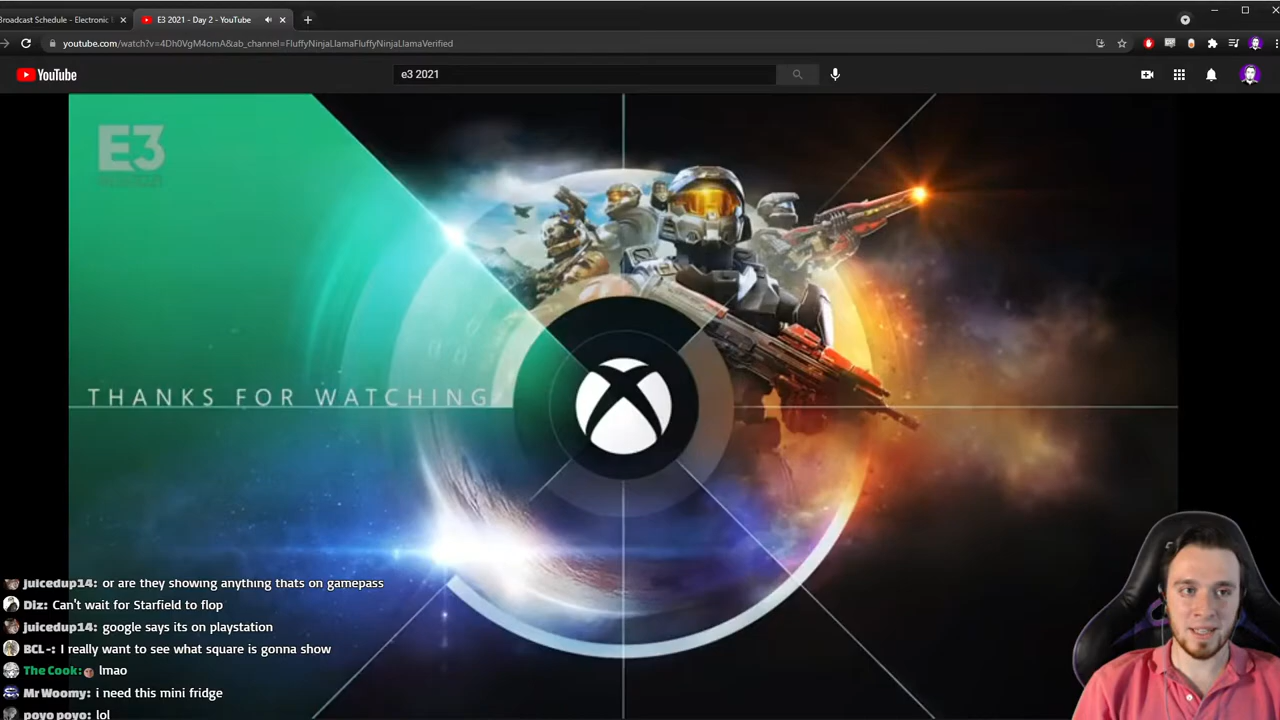 Broadcast Schedule - Electronic
E3 2021 - Day 2 - YouTube
youtube.com/watch?v=4Dh0VgM4omA&ab_channel=FluffyNinjaLlamaFluffyNinjaLlamaVerified
YouTube
e3 2021
E3
THANKS FOR WATCHING
juicedup14: or are they showing anything thats on gamepass
Diz: Can't wait for Starfield to flop
juicedup14: google says its on playstation
BCL-: I really want to see what square is gonna show
The Cook: lmao
Mr Woomy: i need this mini fridge
poyo poyo: lol